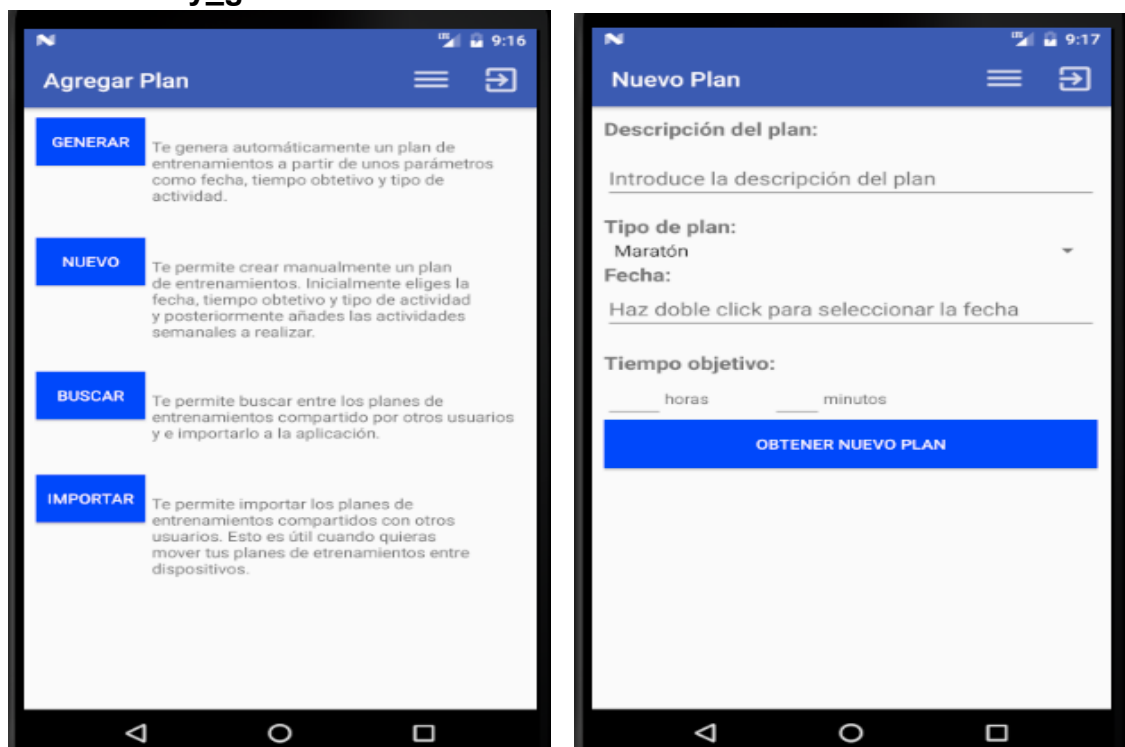 9:16
Agregar Plan
GENERAR
Te genera automáticamente un plan de
entrenamientos a partir de unos parámetros
como fecha, tiempo obtetivo y tipo de
actividad.
NUEVO
Te permite crear manualmente un plan
de entrenamientos. Inicialmente eliges la
fecha, tiempo obtetivo y tipo de actividad
y posteriormente añades las actividades
semanales a realizar.
BUSCAR
Te permite buscar entre los planes de
entrenamientos compartido por otros usuarios
y e importarlo a la aplicación.
IMPORTAR
Te permite importar los planes de
entrenamientos compartidos con otros
usuarios. Esto es útil cuando quieras
mover tus planes de etrenamientos entre
dispositivos.
9:17
Nuevo Plan
Descripción del plan:
Introduce la descripción del plan
Tipo de plan:
Maratón
Fecha:
Haz doble click para seleccionar la fecha
Tiempo objetivo:
horas minutos
OBTENER NUEVO PLAN